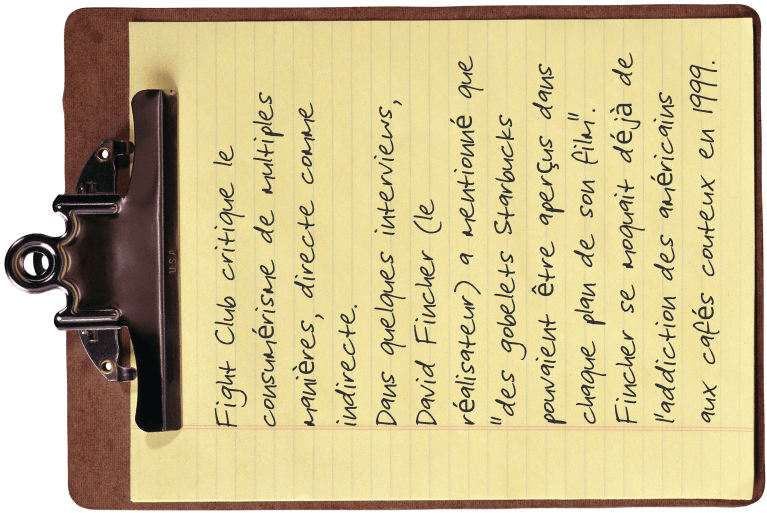 Fight Club critique le
consumérisme de multiples
manières, directe comme
indirecte.
Dans quelques interviews,
David Fincher (le
réalisateur) a mentionné que
"des gobelets Starbucks
pouvaient être aperçus dans
chaque plan de son film".
Fincher se moquait déjà de
l'addiction des américains
aux cafés couteux en 1999.
U.S.A